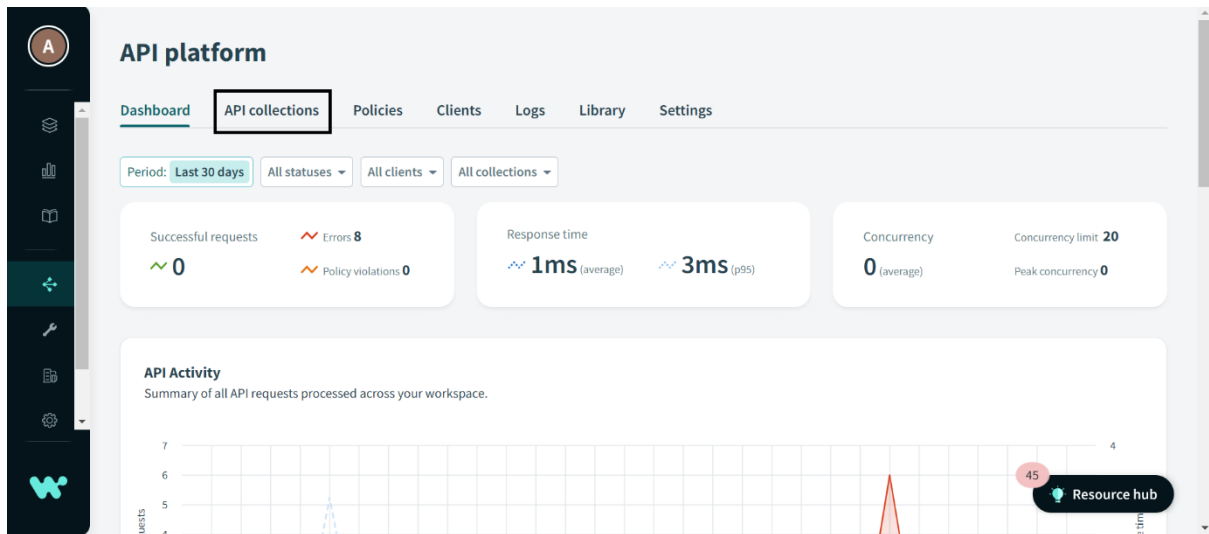 A
API platform
Dashboard API collections Policies Clients Logs Library Settings
Period: Last 30 days All statuses All clients All collections
Successful requests Errors 8
0 Policy violations 0
Response time
1ms (average) 3ms (p95)
Concurrency Concurrency limit 20
0 (average) Peak concurrency 0
API Activity
Summary of all API requests processed across your workspace.
7 4
6
5
45
Resource hub